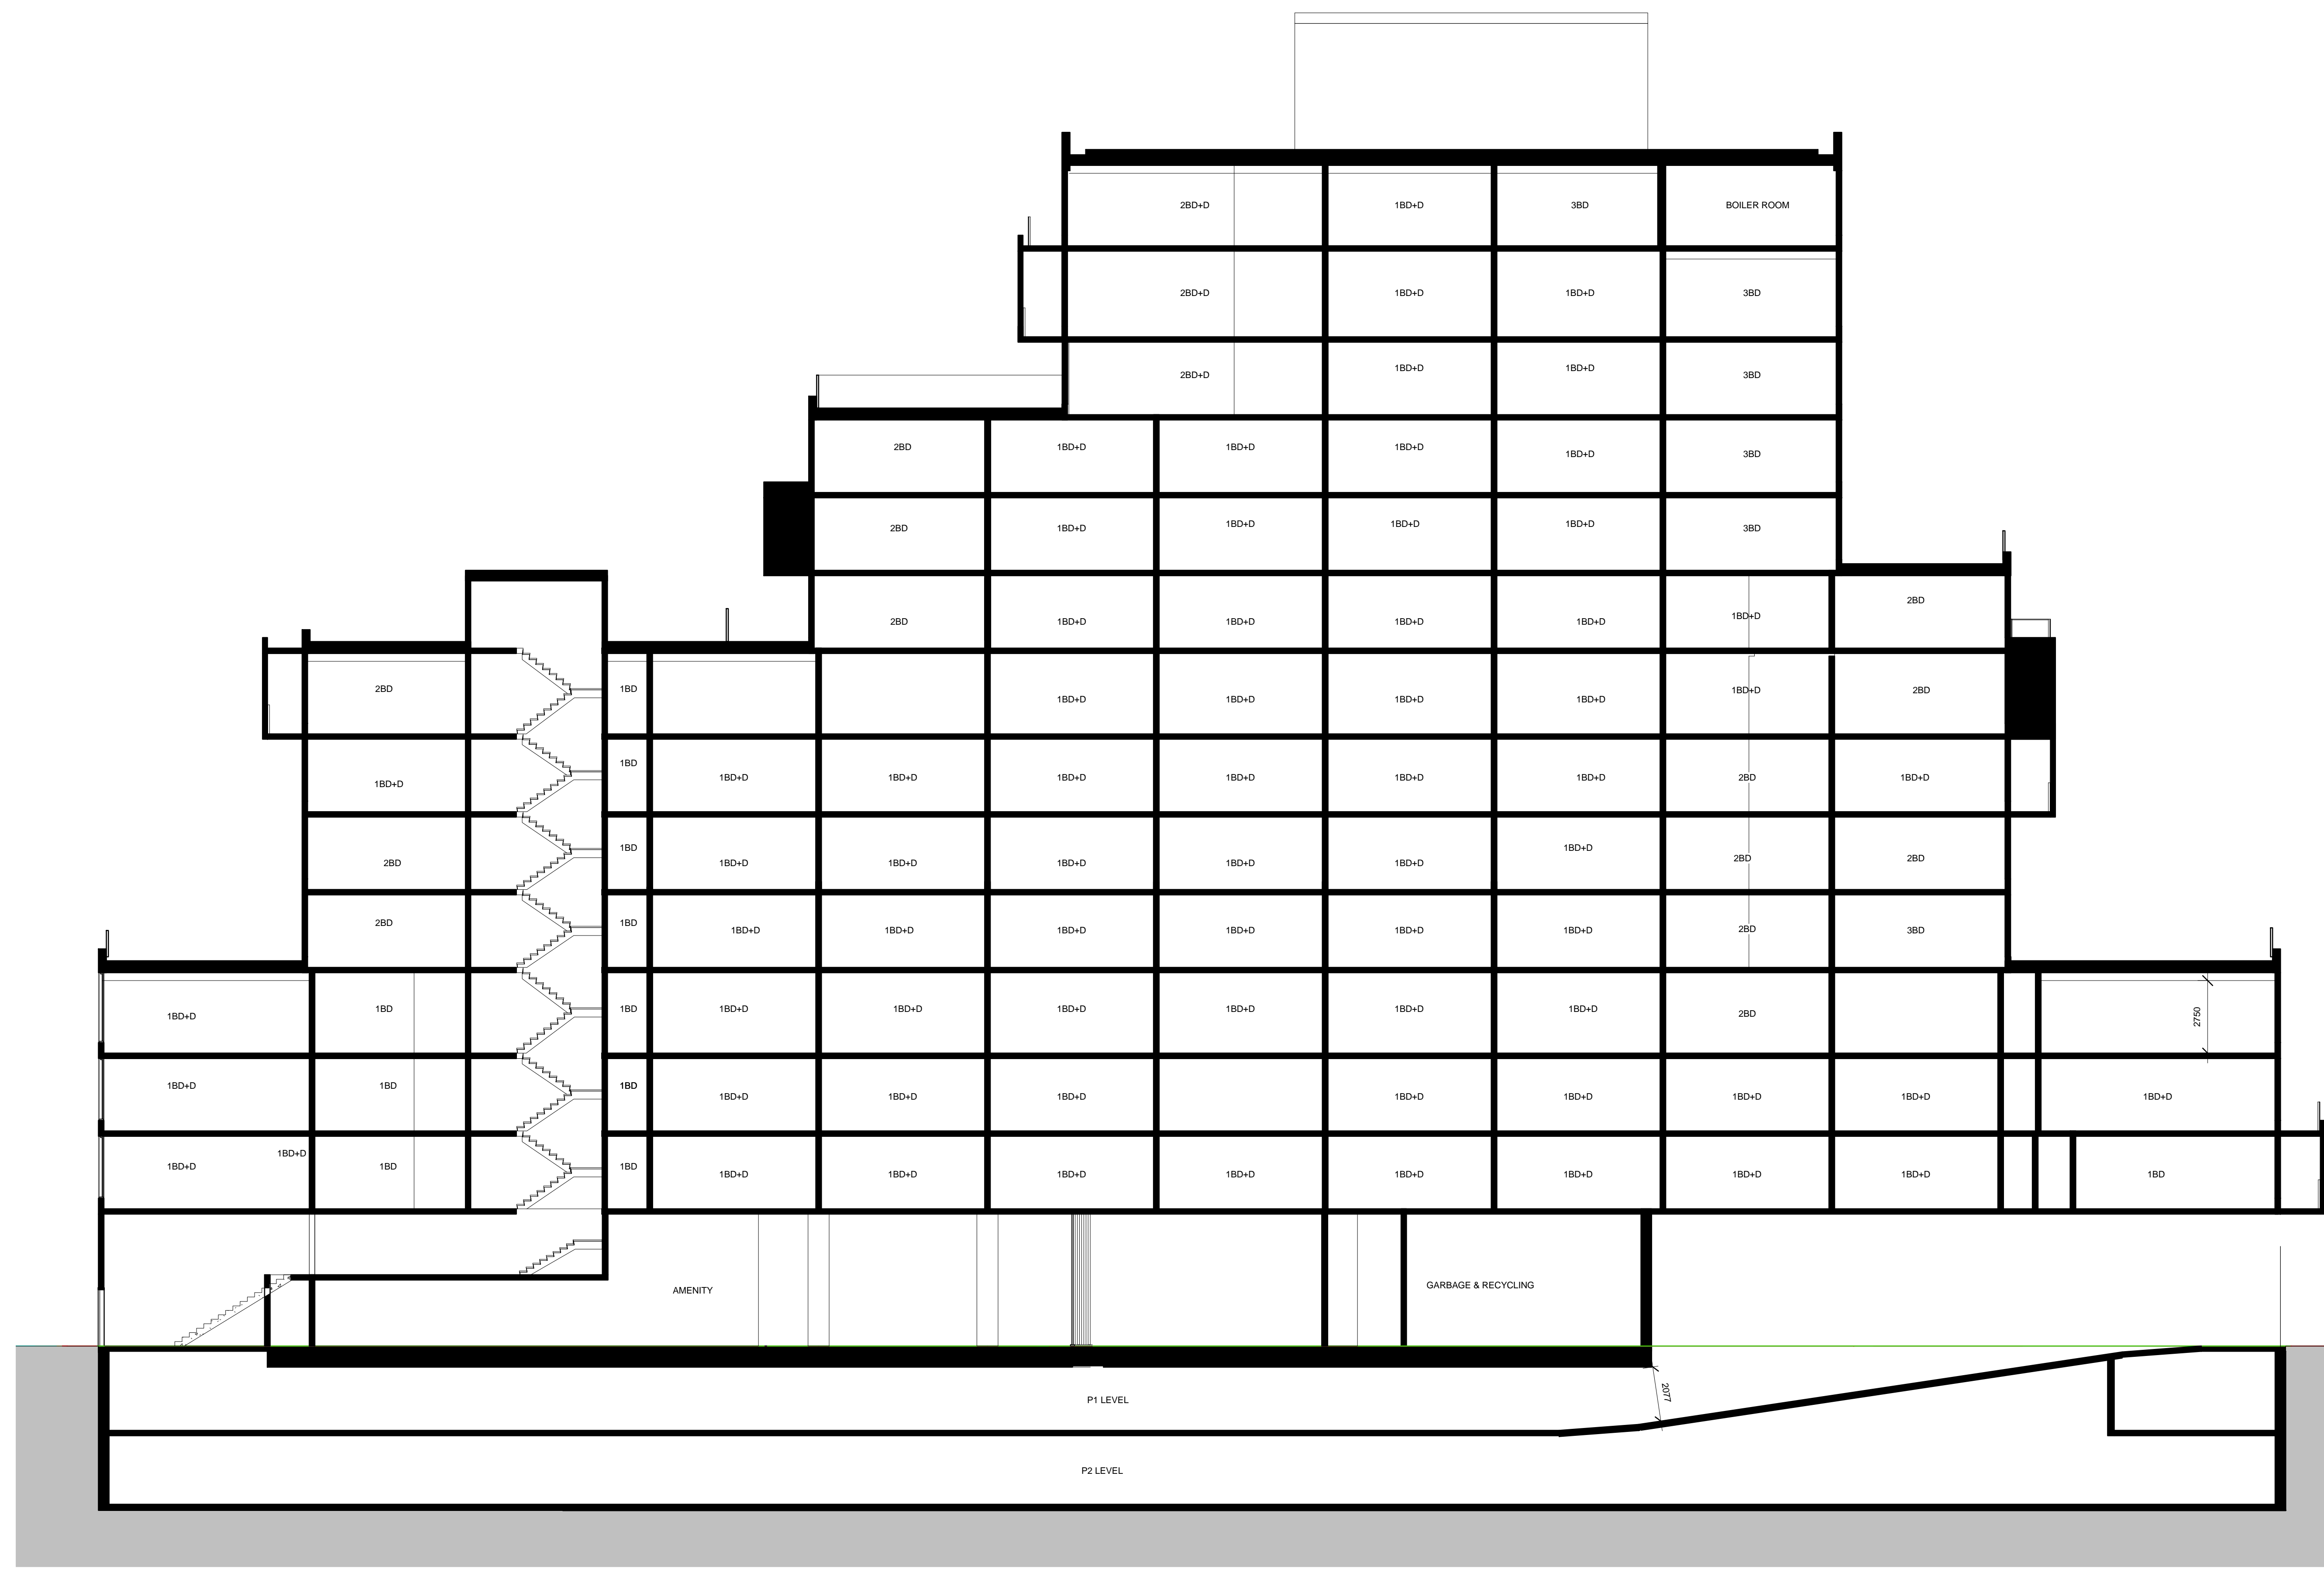 2BD+D 1BD+D 3BD BOILER ROOM
2BD+D 1BD+D 1BD+D 3BD
2BD+D 1BD+D 1BD+D 3BD
2BD 1BD+D 1BD+D 1BD+D 1BD+D 3BD
2BD 1BD+D 1BD+D 1BD+D 1BD+D 3BD
2BD 1BD+D 1BD+D 1BD+D 1BD+D 1BD+D 2BD
2BD 1BD 1BD+D 1BD+D 1BD+D 1BD+D 1BD+D 2BD
1BD+D 1BD 1BD+D 1BD+D 1BD+D 1BD+D 1BD+D 1BD+D 2BD 1BD+D
2BD 1BD 1BD+D 1BD+D 1BD+D 1BD+D 1BD+D 1BD+D 2BD 2BD
2BD 1BD 1BD+D 1BD+D 1BD+D 1BD+D 1BD+D 1BD+D 2BD 3BD
1BD+D 1BD 1BD 1BD+D 1BD+D 1BD+D 1BD+D 1BD+D 1BD+D 2BD 2750
1BD+D 1BD 1BD 1BD+D 1BD+D 1BD+D 1BD+D 1BD+D 1BD+D 1BD+D 1BD+D
1BD+D 1BD+D 1BD 1BD 1BD+D 1BD+D 1BD+D 1BD+D 1BD+D 1BD+D 1BD+D 1BD+D 1BD
AMENITY GARBAGE & RECYCLING
P1 LEVEL 2077
P2 LEVEL